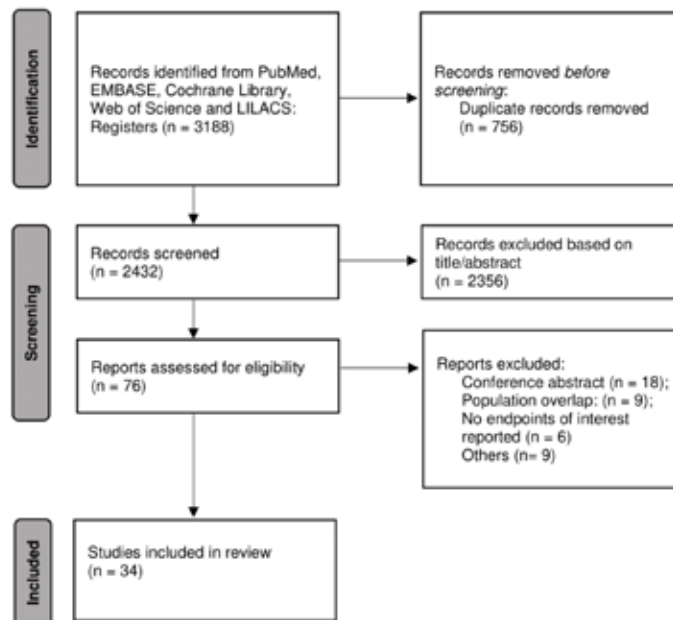 Identification
Records identified from PubMed,
EMBASE, Cochrane Library,
Web of Science and LILACS:
Registers (n = 3188)
Records removed before
screening:
Duplicate records removed
(n = 756)
Screening
Records screened
(n = 2432)
Records excluded based on
title/abstract
(n = 2356)
Reports assessed for eligibility
(n = 76)
Reports excluded:
Conference abstract (n = 18);
Population overlap: (n = 9);
No endpoints of interest
reported (n = 6)
Others (n= 9)
Included
Studies included in review
(n = 34)